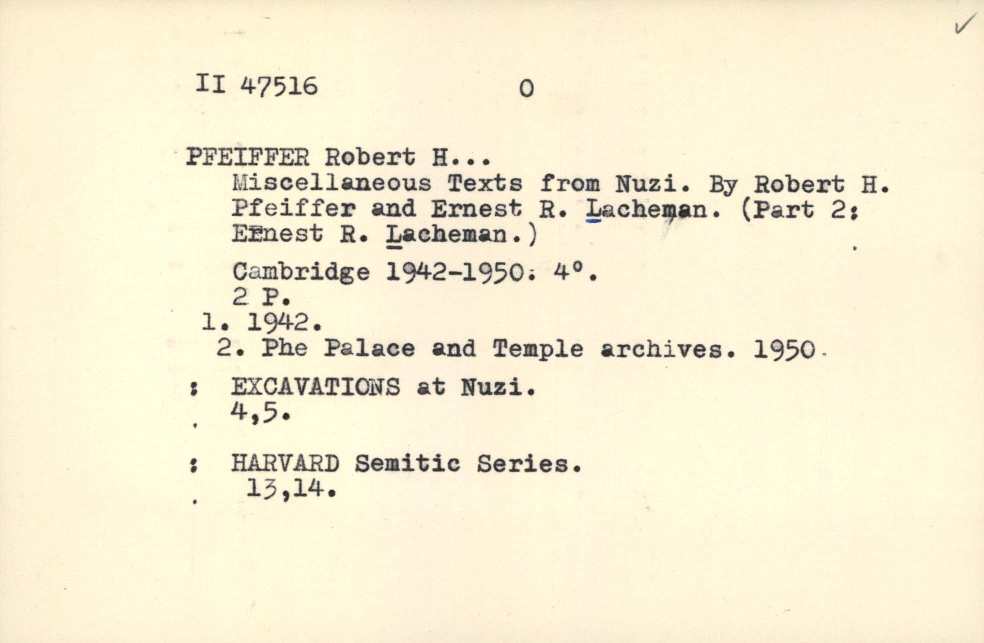 II 47516 O
PFEIFFER Robert H...
Miscellaneous Texts from Nuzi. By Robert H.
Pfeiffer and Ernest R. Lacheman. (Part 2:
Ernest R. Lacheman.)
Cambridge 1942-1950. 4°.
2 P.
1. 1942.
2. Phe Palace and Temple archives. 1950.
: EXCAVATIONS at Nuzi.
. 4,5.
: HARVARD Semitic Series.
. 13,14.